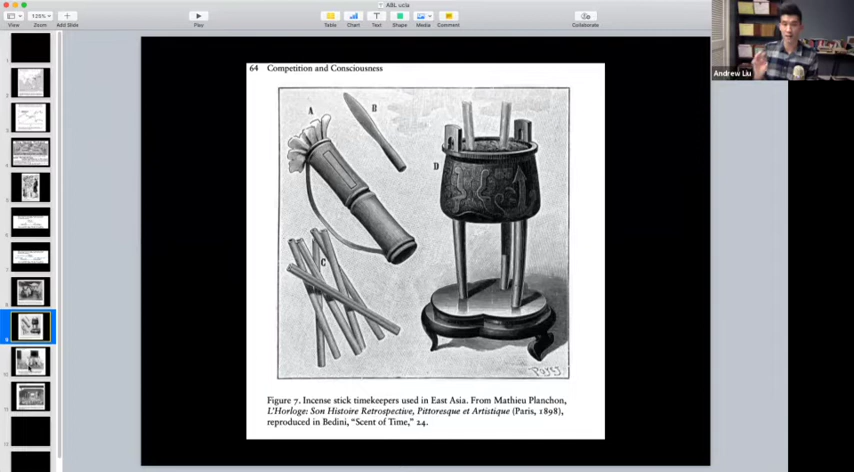 ABL ucla
125%
View
Zoom
Add Slide
Play
Table
Chart
Text
Shape
Media
Comment
Collaborate
Andrew Liu
64 Competition and Consciousness
A
B
C
D
Figure 7. Incense stick timekeepers used in East Asia. From Mathieu Planchon,
L'Horloge: Son Histoire Retrospective, Pittoresque et Artistique (Paris, 1898),
reproduced in Bedini, "Scent of Time," 24.